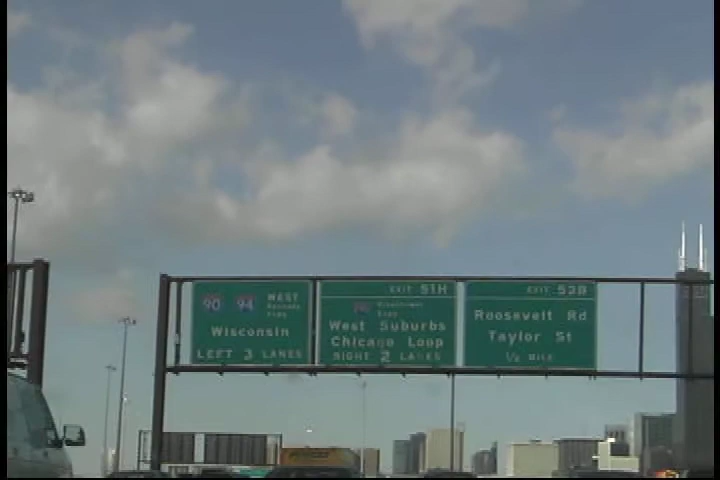 90 94 WEST
Wisconsin
LEFT 3 LANES
EXIT 51H
West Suburbs
Chicago Loop
RIGHT 2 LANES
EXIT 52B
Roosevelt Rd
Taylor St
1/2 MILE